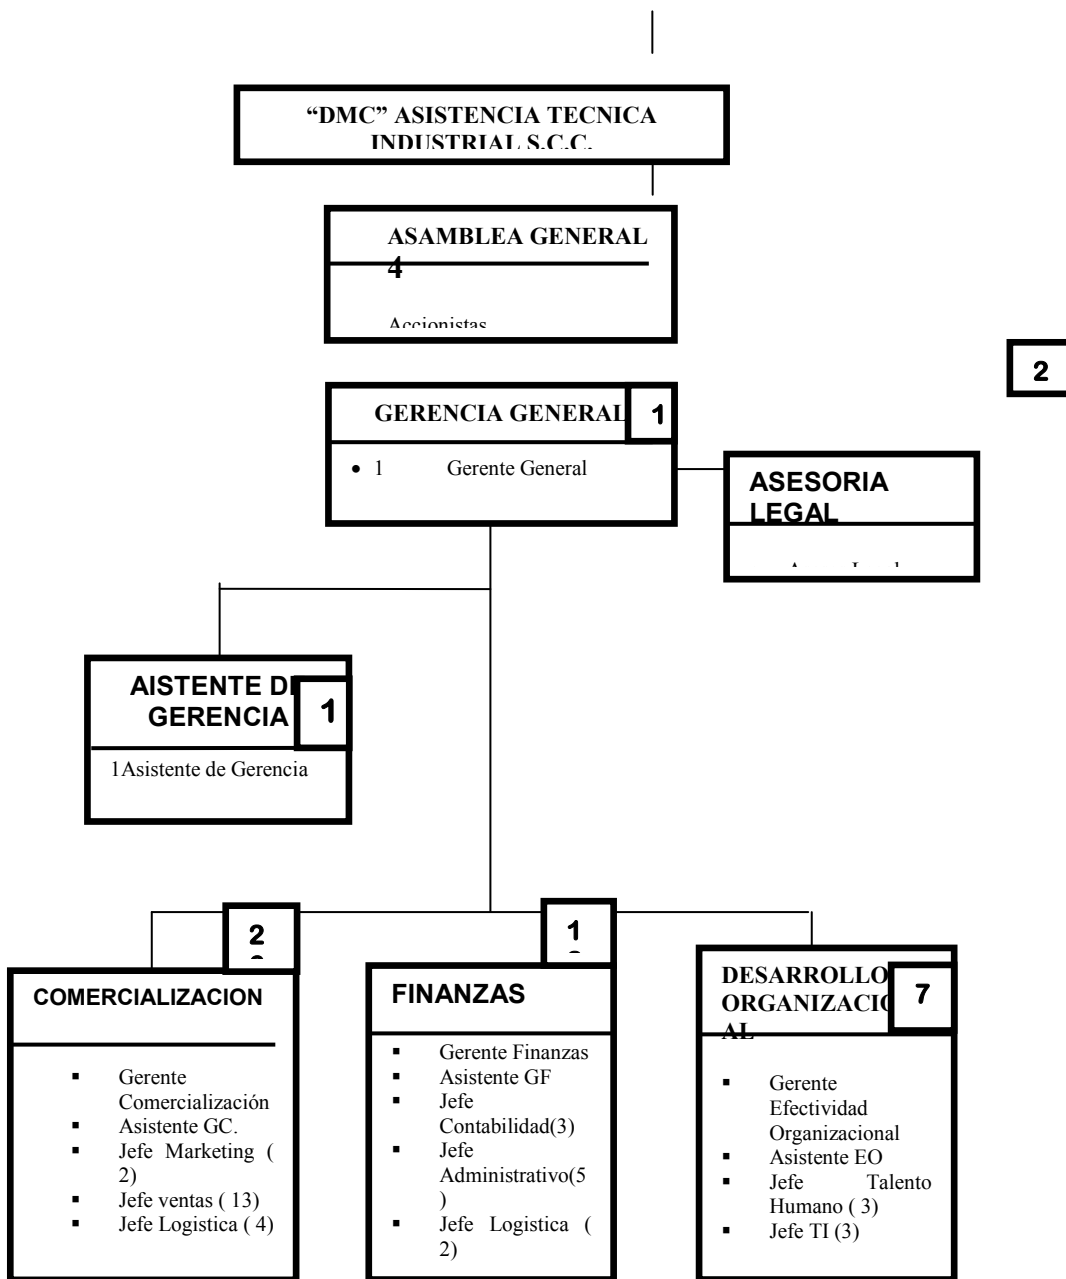 “DMC” ASISTENCIA TECNICA
INDUSTRIAL S.C.C.
ASAMBLEA GENERAL
4
Accionistas
2
GERENCIA GENERAL
1
• 1 Gerente General
ASESORIA
LEGAL
AISTENTE DE
GERENCIA
1
1Asistente de Gerencia
2
COMERCIALIZACION
▪ Gerente
Comercialización
▪ Asistente GC.
▪ Jefe Marketing (
2)
▪ Jefe ventas ( 13)
▪ Jefe Logistica ( 4)
1
FINANZAS
▪ Gerente Finanzas
▪ Asistente GF
▪ Jefe
Contabilidad(3)
▪ Jefe
Administrativo(5
)
▪ Jefe Logistica (
2)
7
DESARROLLO
ORGANIZACION
AL
▪ Gerente
Efectividad
Organizacional
▪ Asistente EO
▪ Jefe Talento
Humano ( 3)
▪ Jefe TI (3)